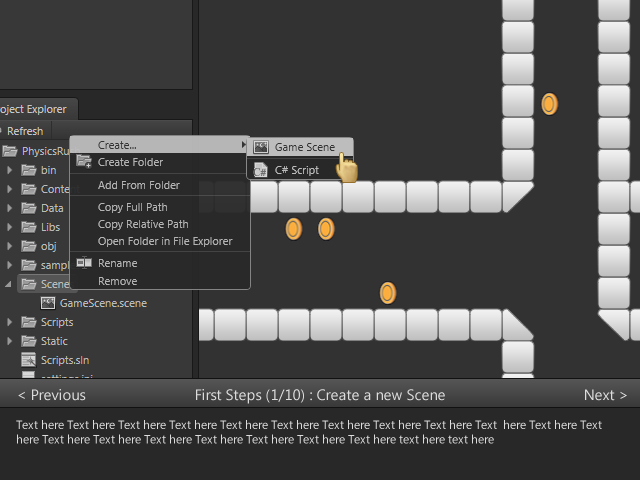 oject Explorer
Refresh
PhysicsRu
bin
Conte
Data
Libs
obj
sampl
Scene
GameScene.scene
Scripts
Static
Scripts.sln
settings.ini
Create...
Create Folder
Add From Folder
Copy Full Path
Copy Relative Path
Open Folder in File Explorer
Rename
Remove
Game Scene
C# C# Script
< Previous
First Steps (1/10) : Create a new Scene
Next >
Text here Text here Text here Text here Text here Text here Text here Text here Text here Text here Text here Text
here Text here Text here Text here Text here Text here Text here Text here Text here text here text here